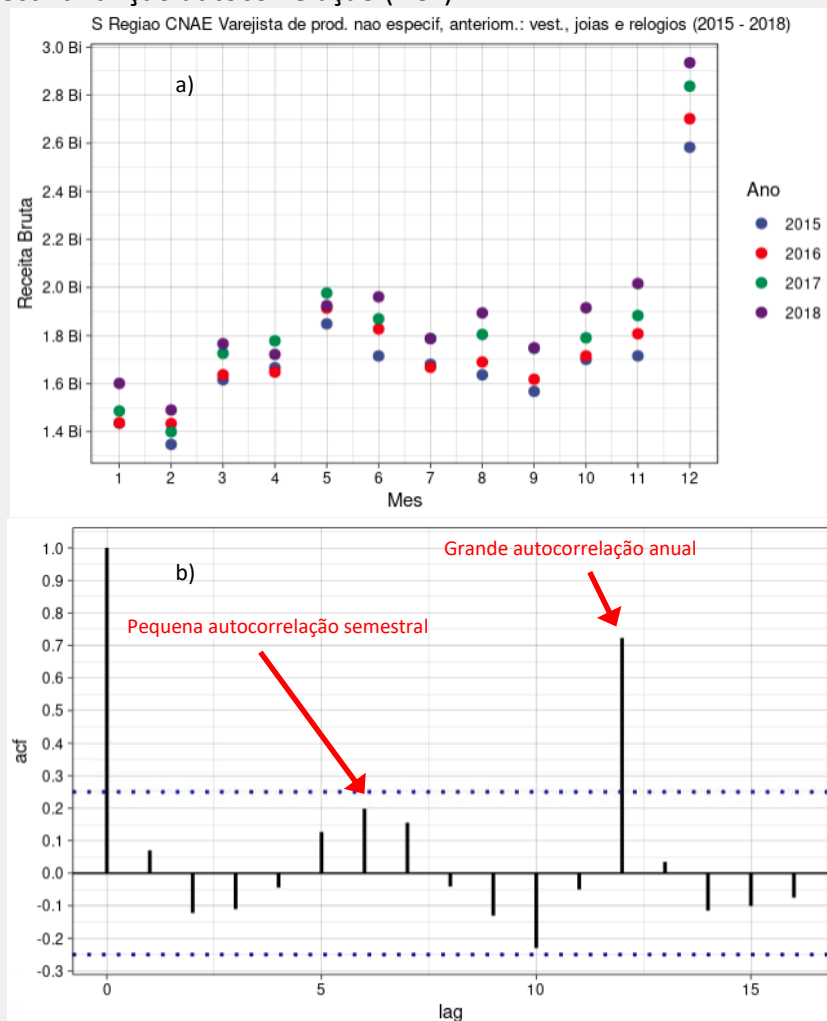 S Regiao CNAE Varejista de prod. nao especif, anteriom.: vest., joias e relogios (2015 - 2018)
a)
3.0 Bi
2.8 Bi
2.6 Bi
2.4 Bi
2.2 Bi
2.0 Bi
1.8 Bi
1.6 Bi
1.4 Bi
Receita Bruta
1 2 3 4 5 6 7 8 9 10 11 12
Mes
Ano
2015
2016
2017
2018
b)
Grande autocorrelação anual
Pequena autocorrelação semestral
1.0
0.9
0.8
0.7
0.6
0.5
0.4
0.3
0.2
0.1
0.0
-0.1
-0.2
-0.3
acf
0 5 10 15
lag